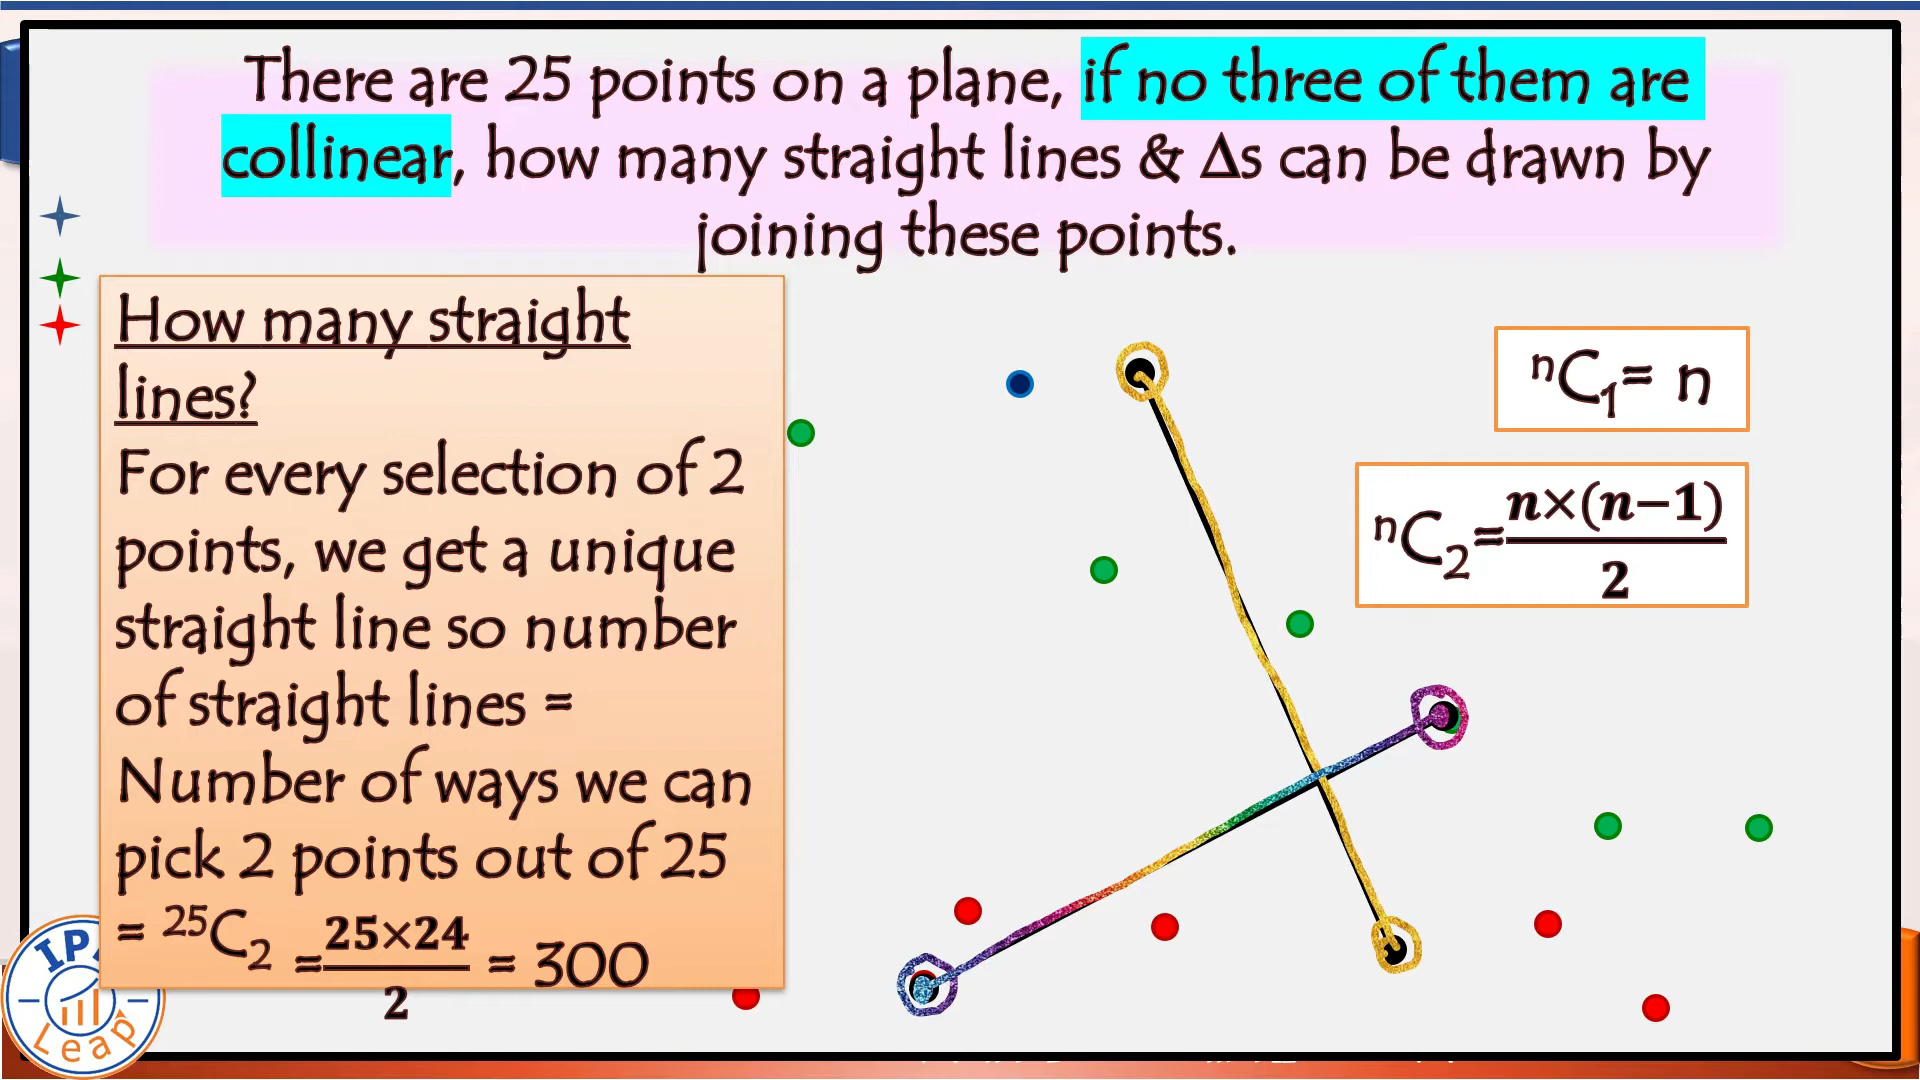 There are 25 points on a plane, if no three of them are
collinear, how many straight lines & Δs can be drawn by
joining these points.
How many straight
lines?
For every selection of 2
points, we get a unique
straight line so number
of straight lines =
Number of ways we can
pick 2 points out of 25
= ²⁵C₂ = 25×24/2 = 300
ⁿC₁= n
ⁿC₂= n×(n−1)/2
Leap